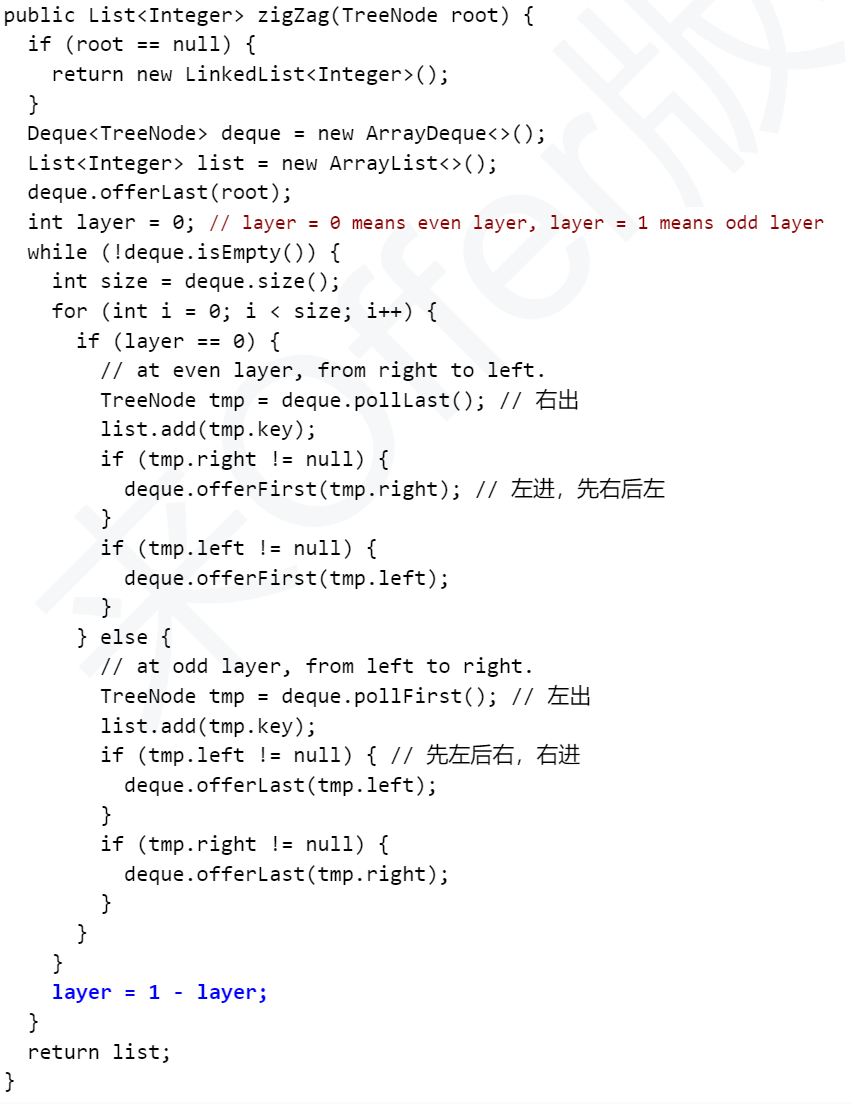 public List<Integer> zigZag(TreeNode root) {
  if (root == null) {
    return new LinkedList<Integer>();
  }
  Deque<TreeNode> deque = new ArrayDeque<>();
  List<Integer> list = new ArrayList<>();
  deque.offerLast(root);
  int layer = 0; // layer = 0 means even layer, layer = 1 means odd layer
  while (!deque.isEmpty()) {
    int size = deque.size();
    for (int i = 0; i < size; i++) {
      if (layer == 0) {
        // at even layer, from right to left.
        TreeNode tmp = deque.pollLast(); // 右出
        list.add(tmp.key);
        if (tmp.right != null) {
          deque.offerFirst(tmp.right); // 左进，先右后左
        }
        if (tmp.left != null) {
          deque.offerFirst(tmp.left);
        }
      } else {
        // at odd layer, from left to right.
        TreeNode tmp = deque.pollFirst(); // 左出
        list.add(tmp.key);
        if (tmp.left != null) { // 先左后右，右进
          deque.offerLast(tmp.left);
        }
        if (tmp.right != null) {
          deque.offerLast(tmp.right);
        }
      }
    }
    layer = 1 - layer;
  }
  return list;
}
来Offer版